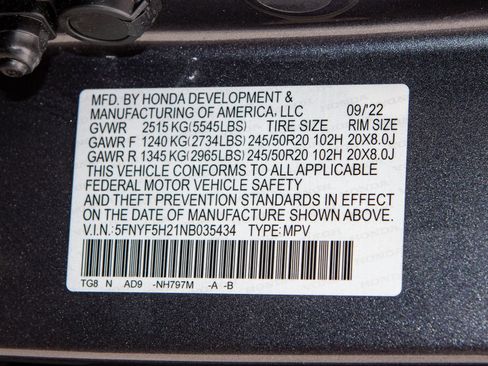 MFD. BY HONDA DEVELOPMENT &
MANUFACTURING OF AMERICA, LLC 09/'22
GVWR 2515 KG(5545LBS) TIRE SIZE RIM SIZE
GAWR F 1240 KG(2734LBS) 245/50R20 102H 20X8.0J
GAWR R 1345 KG(2965LBS) 245/50R20 102H 20X8.0J
THIS VEHICLE CONFORMS TO ALL APPLICABLE
FEDERAL MOTOR VEHICLE SAFETY
AND THEFT PREVENTION STANDARDS IN EFFECT
ON THE DATE OF MANUFACTURE SHOWN ABOVE.
V.I.N.:5FNYF5H21NB035434 TYPE:MPV
TG8 N AD9 -NH797M -A -B